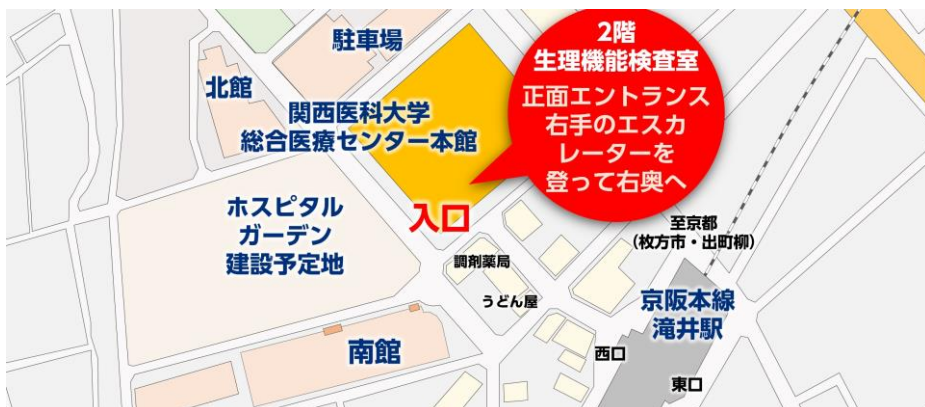 駐車場
2階
生理機能検査室
正面エントランス
右手のエスカ
レーターを
登って右奥へ
北館
関西医科大学
総合医療センター本館
ホスピタル
ガーデン
建設予定地
入口
至京都
(枚方市・出町柳)
調剤薬局
うどん屋
京阪本線
滝井駅
南館
西口
東口